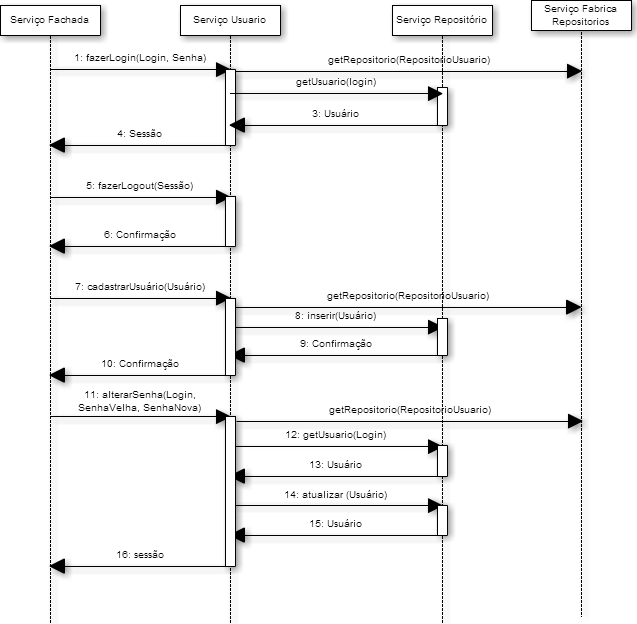 Serviço Fachada
Serviço Usuario
Serviço Repositório
Serviço Fabrica
Repositorios
1: fazerLogin(Login, Senha)
getRepositorio(RepositorioUsuario)
getUsuario(login)
3: Usuário
4: Sessão
5: fazerLogout(Sessão)
6: Confirmação
7: cadastrarUsuário(Usuário)
getRepositorio(RepositorioUsuario)
8: inserir(Usuário)
9: Confirmação
10: Confirmação
11: alterarSenha(Login,
SenhaVelha, SenhaNova)
getRepositorio(RepositorioUsuario)
12: getUsuario(Login)
13: Usuário
14: atualizar (Usuário)
15: Usuário
16: sessão